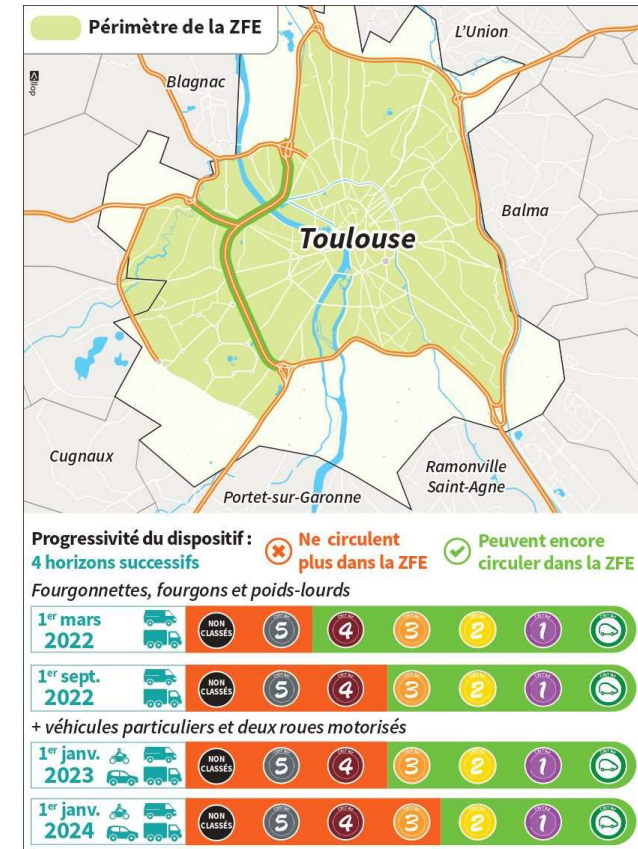 Périmètre de la ZFE
L'Union
Blagnac
Balma
Toulouse
Cugnaux
Ramonville
Saint-Agne
Portet-sur-Garonne
Progressivité du dispositif :
4 horizons successifs
Ne circulent
plus dans la ZFE
Peuvent encore
circuler dans la ZFE
Fourgonnettes, fourgons et poids-lourds
1er mars
2022
NON
CLASSÉS
5
4
3
2
1
1er sept.
2022
NON
CLASSÉS
5
4
3
2
1
+ véhicules particuliers et deux roues motorisés
1er janv.
2023
NON
CLASSÉS
5
4
3
2
1
1er janv.
2024
NON
CLASSÉS
5
4
3
2
1